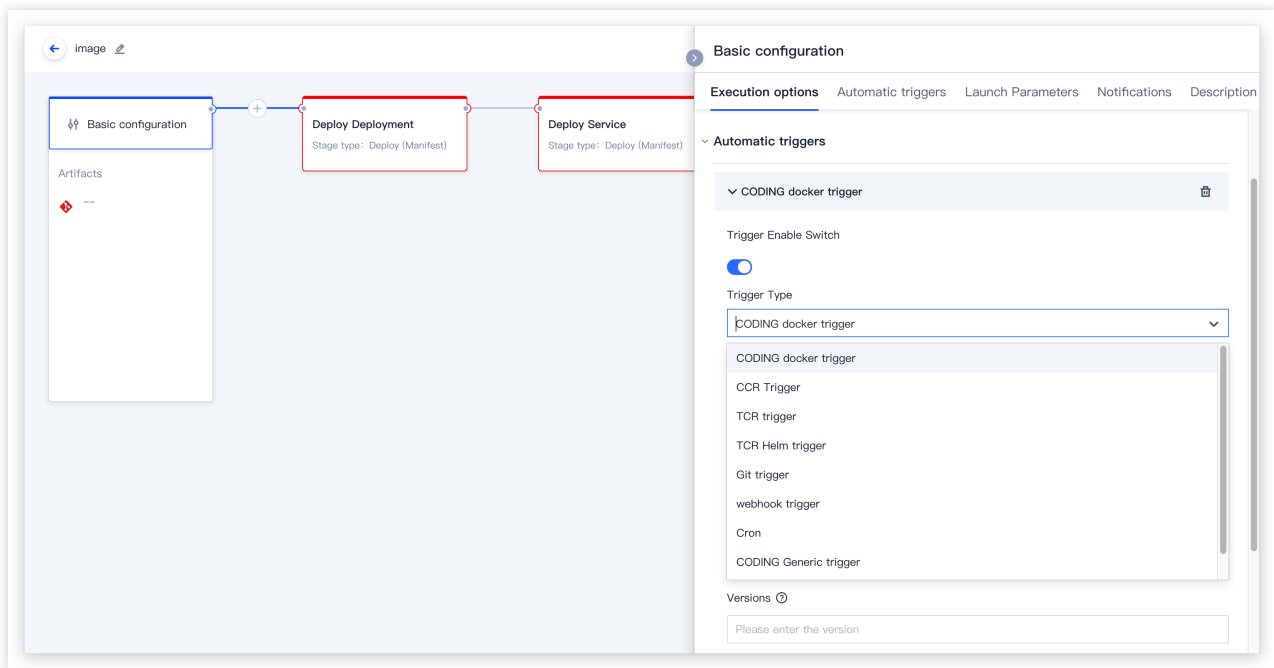 image
Basic configuration
Artifacts
--
Deploy Deployment
Stage type: Deploy (Manifest)
Deploy Service
Stage type: Deploy (Manifest)
Basic configuration
Execution options Automatic triggers Launch Parameters Notifications Description
Automatic triggers
CODING docker trigger
Trigger Enable Switch
Trigger Type
CODING docker trigger
CODING docker trigger
CCR Trigger
TCR trigger
TCR Helm trigger
Git trigger
webhook trigger
Cron
CODING Generic trigger
Versions
Please enter the version